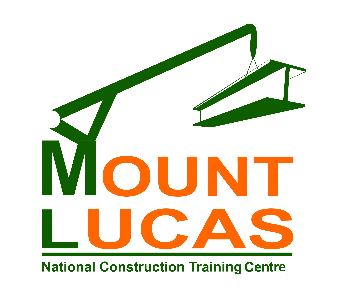 MOUNT
LUCAS
National Construction Training Centre